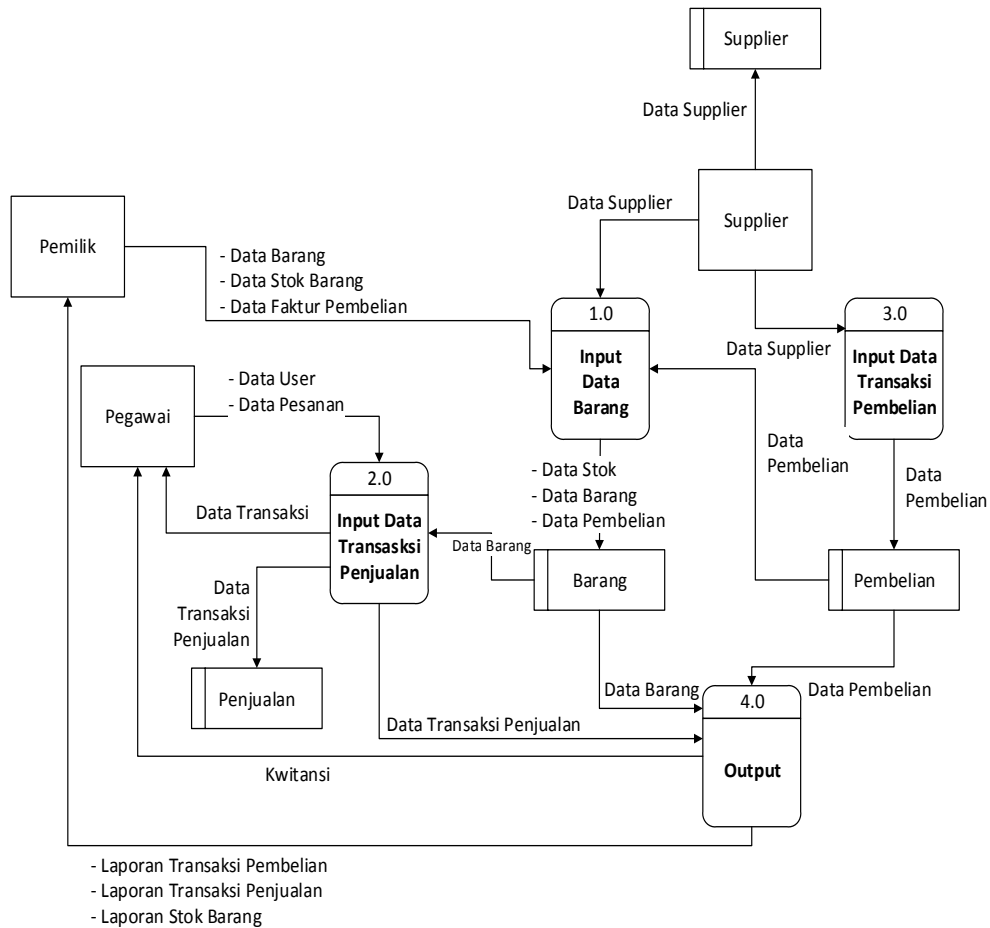 Supplier
Data Supplier
Data Supplier
Supplier
Pemilik
- Data Barang
- Data Stok Barang
- Data Faktur Pembelian
1.0
Input
Data
Barang
Data Supplier
3.0
Input Data
Transaksi
Pembelian
Pegawai
- Data User
- Data Pesanan
Data
Pembelian
Data
Pembelian
2.0
Input Data
Transasksi
Penjualan
Data Transaksi
- Data Stok
- Data Barang
- Data Pembelian
Data Barang
Barang
Pembelian
Data
Transaksi
Penjualan
Penjualan
Data Barang
Data Pembelian
4.0
Output
Data Transaksi Penjualan
Kwitansi
- Laporan Transaksi Pembelian
- Laporan Transaksi Penjualan
- Laporan Stok Barang